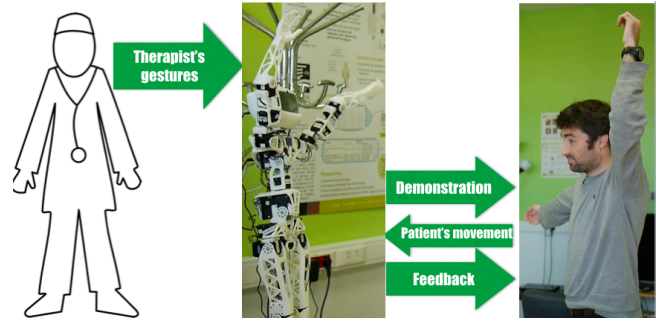 Therapist's
gestures
Demonstration
Patient's movement
Feedback